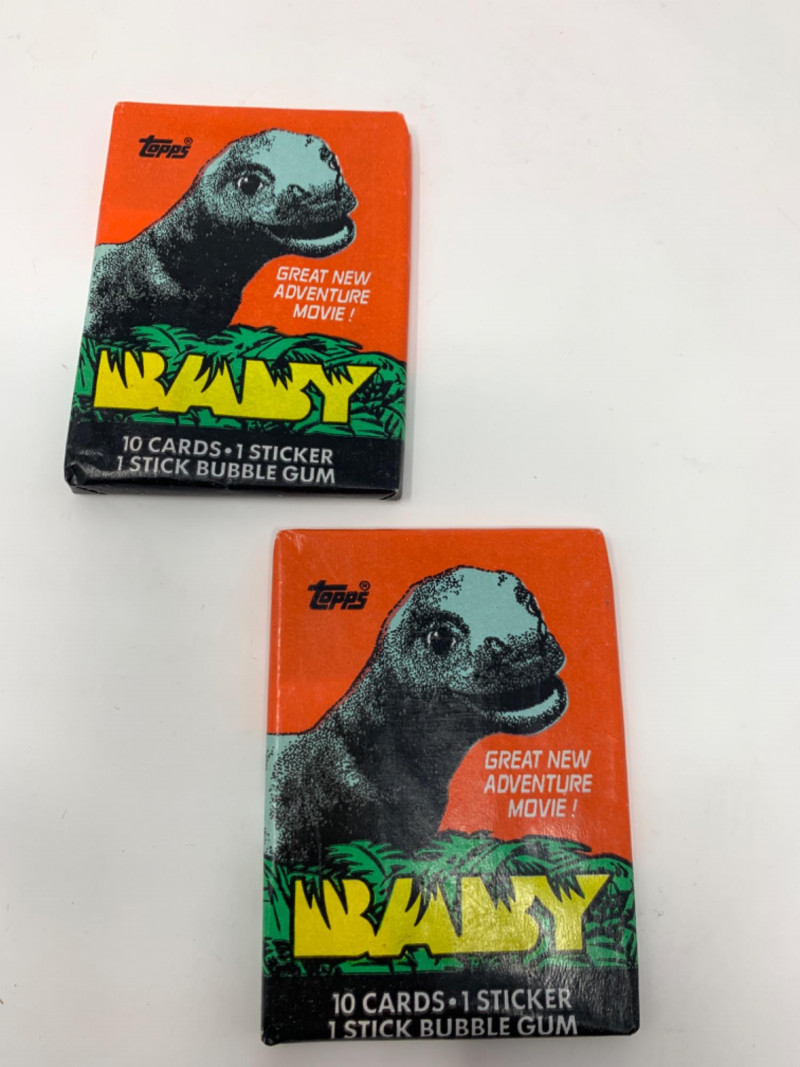 topps®
GREAT NEW
ADVENTURE
MOVIE!
BABY
10 CARDS • 1 STICKER
1 STICK BUBBLE GUM
topps®
GREAT NEW
ADVENTURE
MOVIE!
BABY
10 CARDS • 1 STICKER
1 STICK BUBBLE GUM